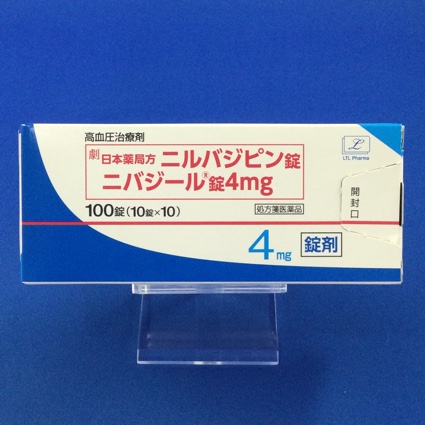 高血圧治療剤
劇 日本薬局方 ニルバジピン錠
ニバジール®錠4mg
100錠(10錠×10)
処方箋医薬品
4mg 錠剤
L
LTL Pharma
開封口